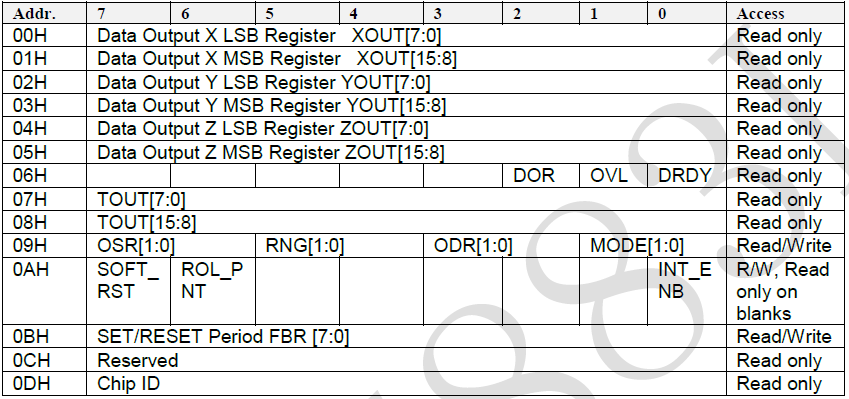 Addr. 7 6 5 4 3 2 1 0 Access
00H Data Output X LSB Register XOUT[7:0] Read only
01H Data Output X MSB Register XOUT[15:8] Read only
02H Data Output Y LSB Register YOUT[7:0] Read only
03H Data Output Y MSB Register YOUT[15:8] Read only
04H Data Output Z LSB Register ZOUT[7:0] Read only
05H Data Output Z MSB Register ZOUT[15:8] Read only
06H DOR OVL DRDY Read only
07H TOUT[7:0] Read only
08H TOUT[15:8] Read only
09H OSR[1:0] RNG[1:0] ODR[1:0] MODE[1:0] Read/Write
0AH SOFT_ ROL_P INT_E R/W, Read
RST NT NB only on
blanks
0BH SET/RESET Period FBR [7:0] Read/Write
0CH Reserved Read only
0DH Chip ID Read only